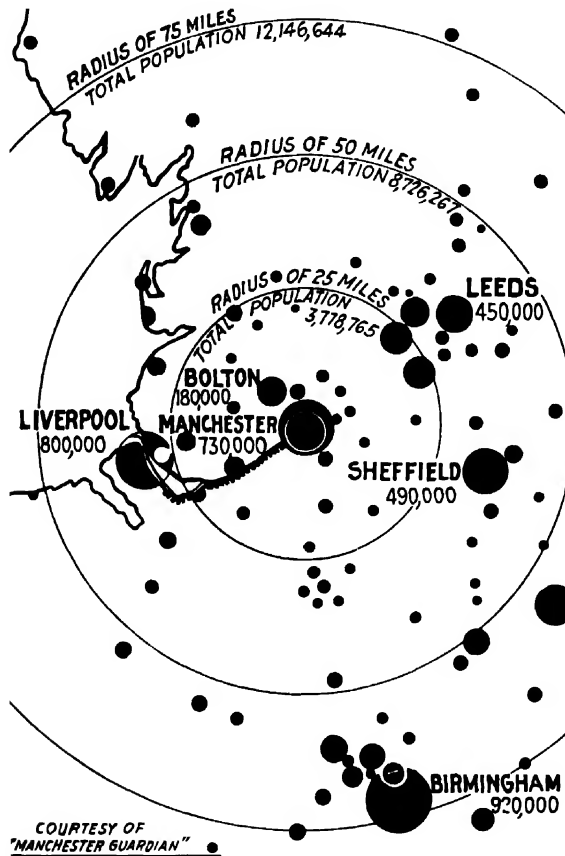 RADIUS OF 75 MILES
TOTAL POPULATION 12,146,644
RADIUS OF 50 MILES
TOTAL POPULATION 8,726,267
RADIUS OF 25 MILES
TOTAL POPULATION
3,778,765
LEEDS
450,000
BOLTON
180,000
LIVERPOOL
800,000
MANCHESTER
730,000
SHEFFIELD
490,000
BIRMINGHAM
920,000
COURTESY OF
"MANCHESTER GUARDIAN"